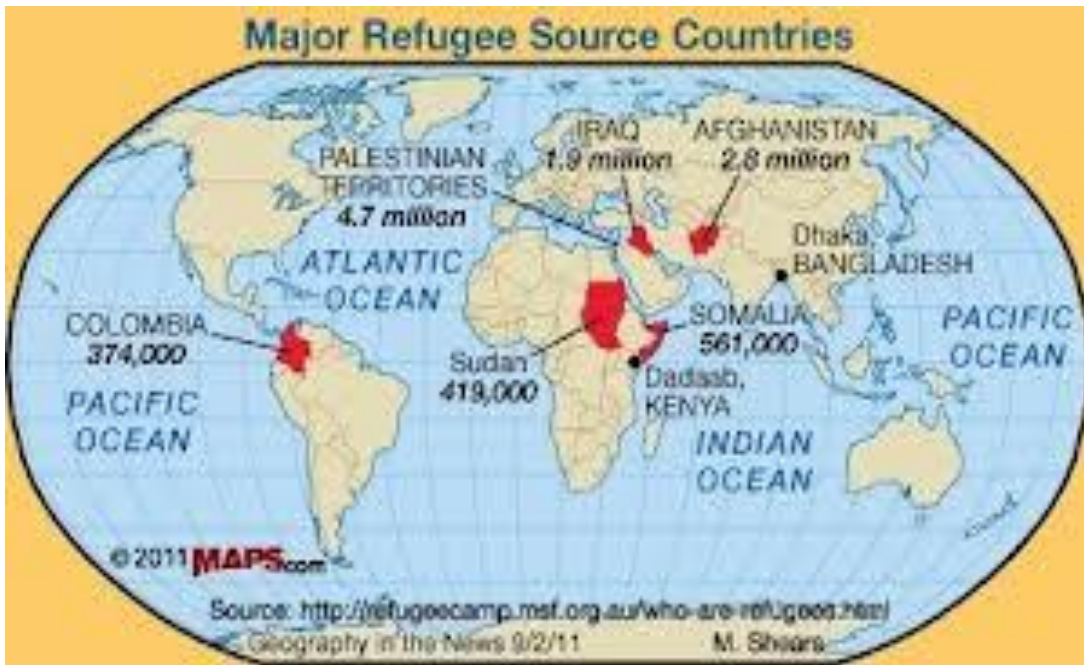 Major Refugee Source Countries
IRAQ
1.9 million
AFGHANISTAN
2.8 million
PALESTINIAN
TERRITORIES
4.7 million
Dhaka,
BANGLADESH
ATLANTIC
OCEAN
COLOMBIA
374,000
Sudan
419,000
SOMALIA
561,000
PACIFIC
OCEAN
Dadaab,
KENYA
PACIFIC
OCEAN
INDIAN
OCEAN
© 2011 MAPS.com
Source: http://refugeecamp.msf.org.au/who-are-refugees.html
Geography in the News 9/2/11 M. Shears